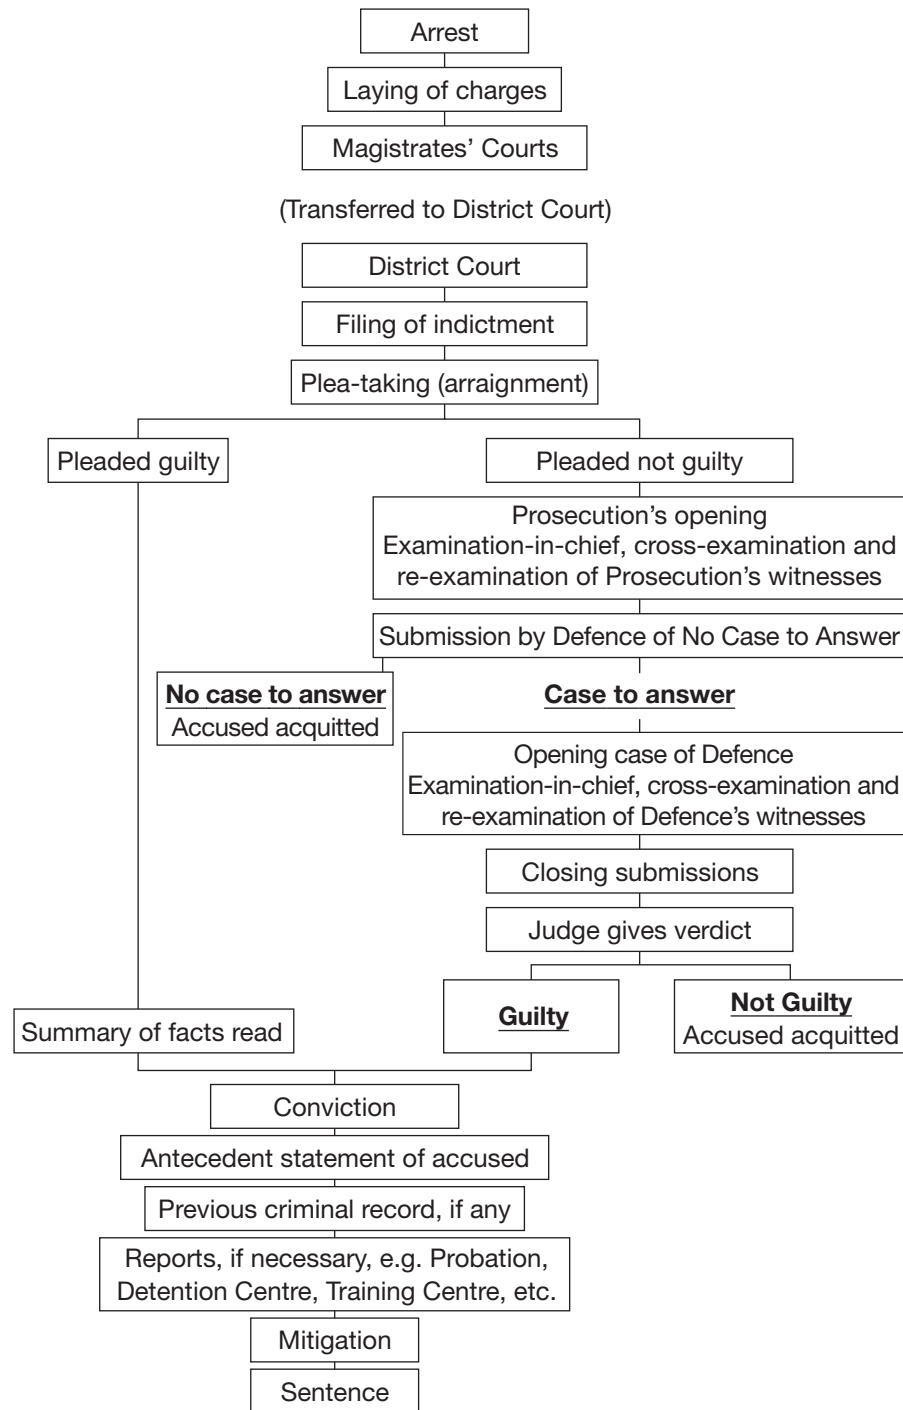 Arrest
Laying of charges
Magistrates’ Courts
(Transferred to District Court)
District Court
Filing of indictment
Plea-taking (arraignment)
Pleaded guilty
Pleaded not guilty
Prosecution’s opening
Examination-in-chief, cross-examination and
re-examination of Prosecution’s witnesses
Submission by Defence of No Case to Answer
No case to answer
Accused acquitted
Case to answer
Opening case of Defence
Examination-in-chief, cross-examination and
re-examination of Defence’s witnesses
Closing submissions
Judge gives verdict
Guilty
Not Guilty
Accused acquitted
Summary of facts read
Conviction
Antecedent statement of accused
Previous criminal record, if any
Reports, if necessary, e.g. Probation,
Detention Centre, Training Centre, etc.
Mitigation
Sentence